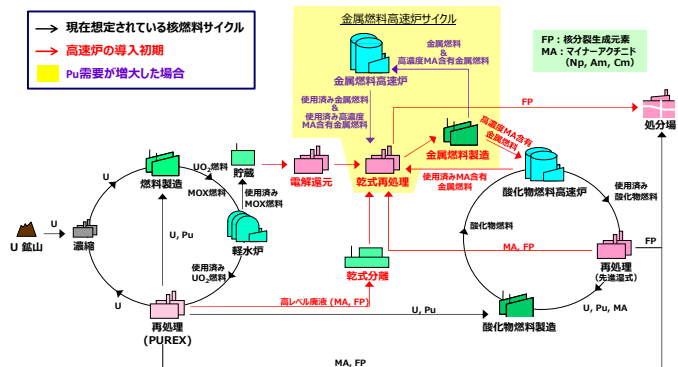 現在想定されている核燃料サイクル
高速炉の導入初期
Pu需要が増大した場合
金属燃料高速炉サイクル
金属燃料
&
高濃度MA含有金属燃料
金属燃料高速炉
使用済み金属燃料
&
使用済み高濃度
MA含有金属燃料
FP：核分裂生成元素
MA：マイナーアクチニド
（Np, Am, Cm）
FP
処分場
高濃度MA含有
金属燃料
金属燃料製造
UO₂燃料
貯蔵
U
燃料製造
MOX燃料
使用済み
MOX燃料
電解還元
乾式再処理
使用済みMA含有
金属燃料
酸化物燃料高速炉
使用済み
酸化物燃料
U 鉱山
U
濃縮
U, Pu
軽水炉
酸化物燃料
MA, FP
再処理
(先進湿式)
FP
使用済み
UO₂燃料
乾式分離
U
高レベル廃液 (MA, FP)
U, Pu, MA
再処理
(PUREX)
U, Pu
酸化物燃料製造
MA, FP